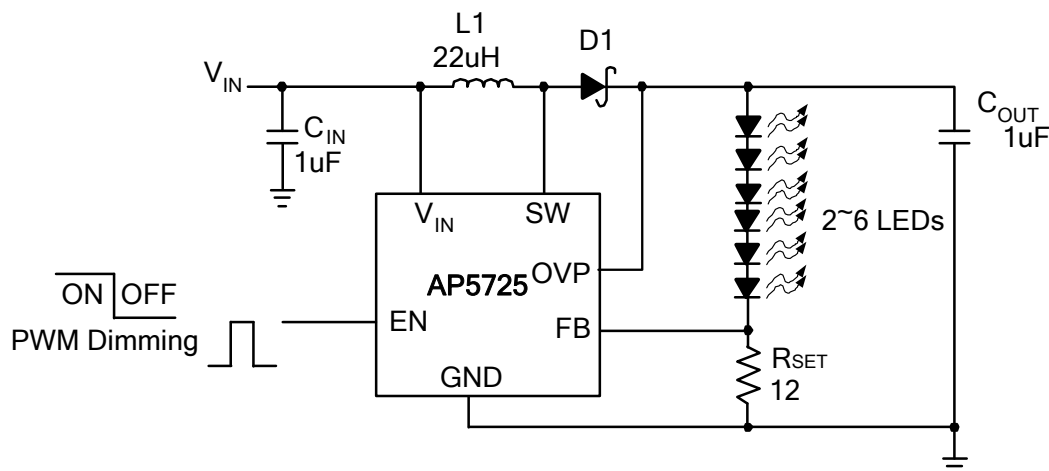 L1
22uH
D1
VIN
CIN
1uF
COUT
1uF
VIN
SW
2~6 LEDs
OVP
AP5725
ON OFF
PWM Dimming
EN
FB
GND
RSET
12